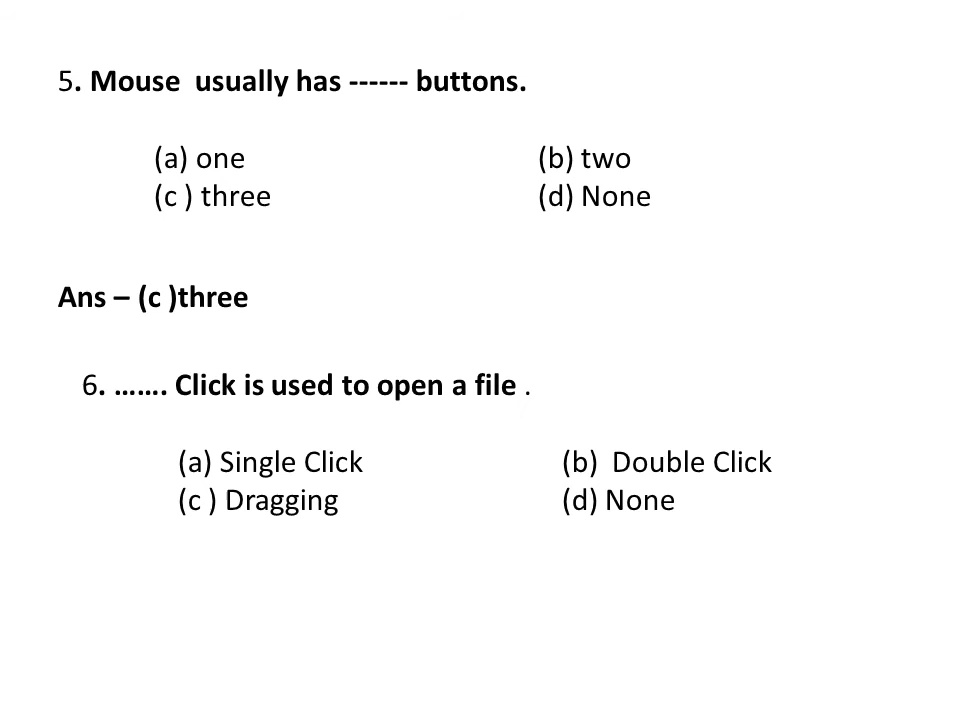 5. Mouse  usually has ------ buttons.
(a) one (b) two
(c ) three (d) None
Ans – (c )three
6. ……. Click is used to open a file .
(a) Single Click (b)  Double Click
(c ) Dragging (d) None